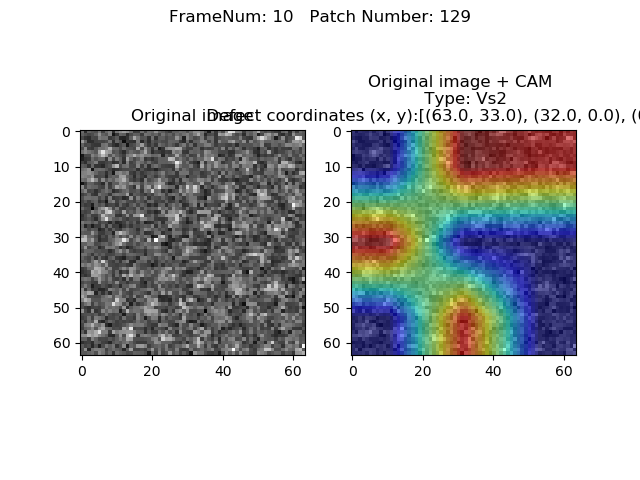 FrameNum: 10   Patch Number: 129
Original image + CAM
Type: Vs2
Original image
Defect coordinates (x, y):[(63.0, 33.0), (32.0, 0.0), (
0
10
20
30
40
50
60
0
10
20
30
40
50
60
0 20 40 60
0 20 40 60